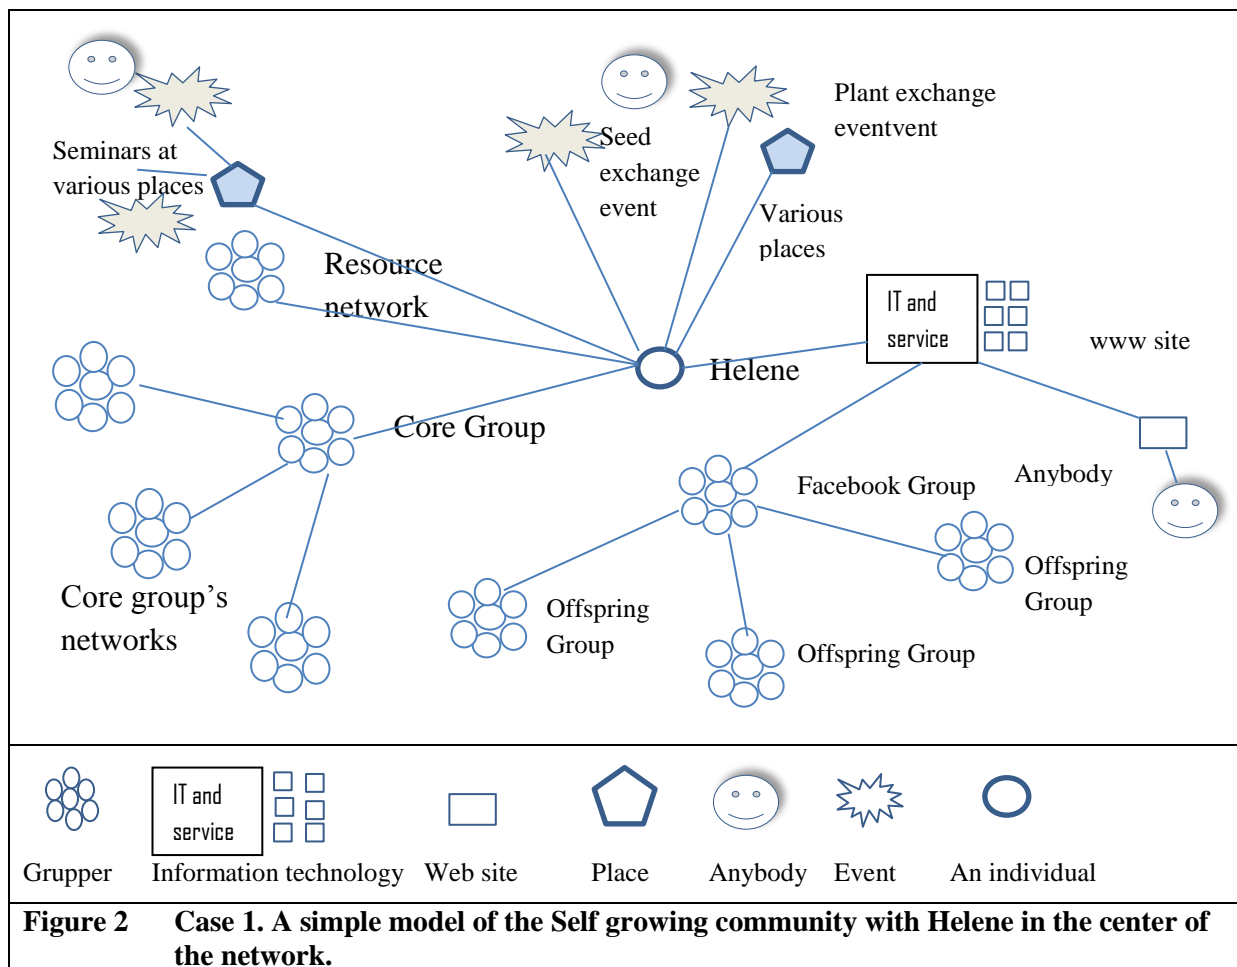 Plant exchange
eventvent
Seed
exchange
event
Seminars at
various places
Various
places
Resource
network
IT and
service
www site
Helene
Core Group
Anybody
Facebook Group
Offspring
Group
Core group’s
networks
Offspring
Group
Offspring Group
IT and
service
Grupper
Information technology
Web site
Place
Anybody
Event
An individual
Figure 2 Case 1. A simple model of the Self growing community with Helene in the center of
the network.